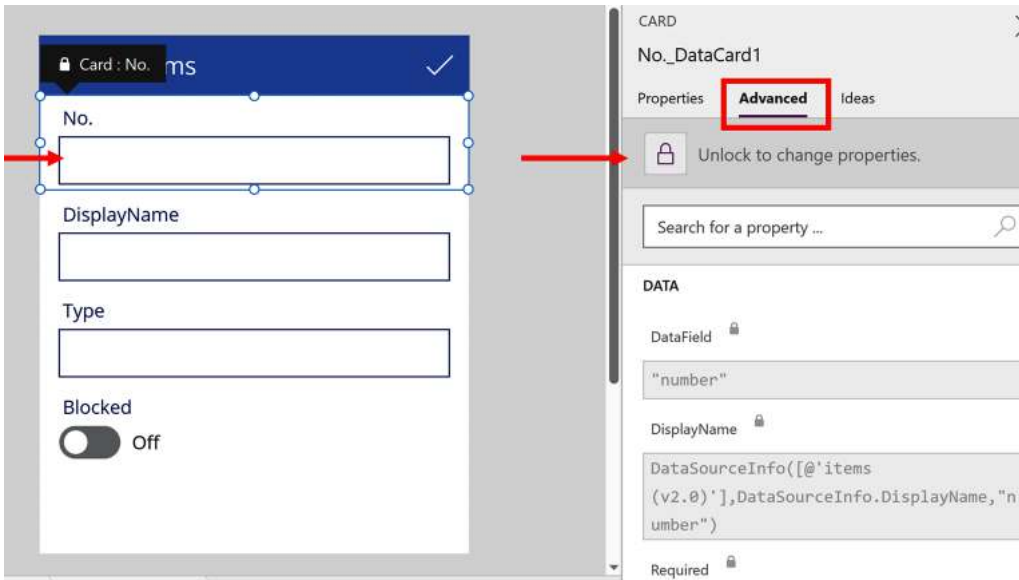 Card : No.
ms
No.
DisplayName
Type
Blocked
Off
CARD
No._DataCard1
Properties Advanced Ideas
Unlock to change properties.
Search for a property ...
DATA
DataField
"number"
DisplayName
DataSourceInfo([@'items
(v2.0)'],DataSourceInfo.DisplayName,"n
umber")
Required